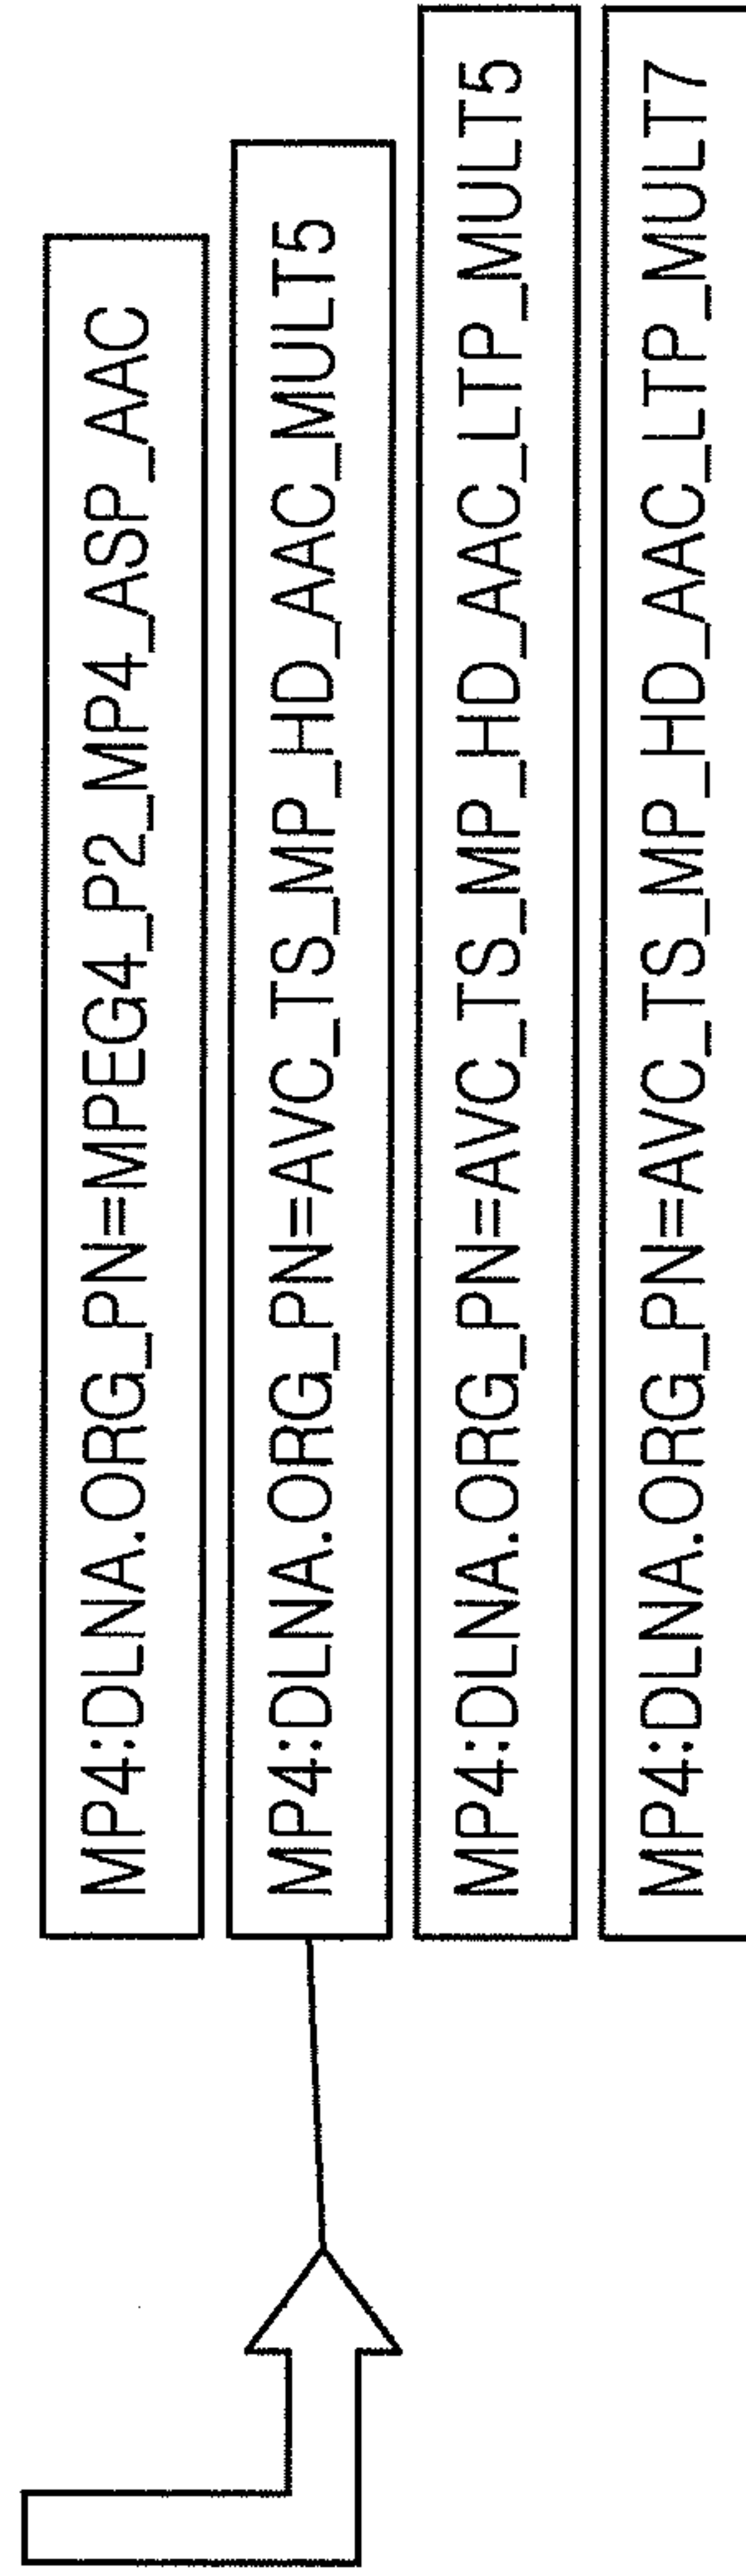 MP4:DLNA.ORG_PN=MPEG4_P2_MP4_ASP_AAC
MP4:DLNA.ORG_PN=AVC_TS_MP_HD_AAC_MULT5
MP4:DLNA.ORG_PN=AVC_TS_MP_HD_AAC_LTP_MULT5
MP4:DLNA.ORG_PN=AVC_TS_MP_HD_AAC_LTP_MULT7